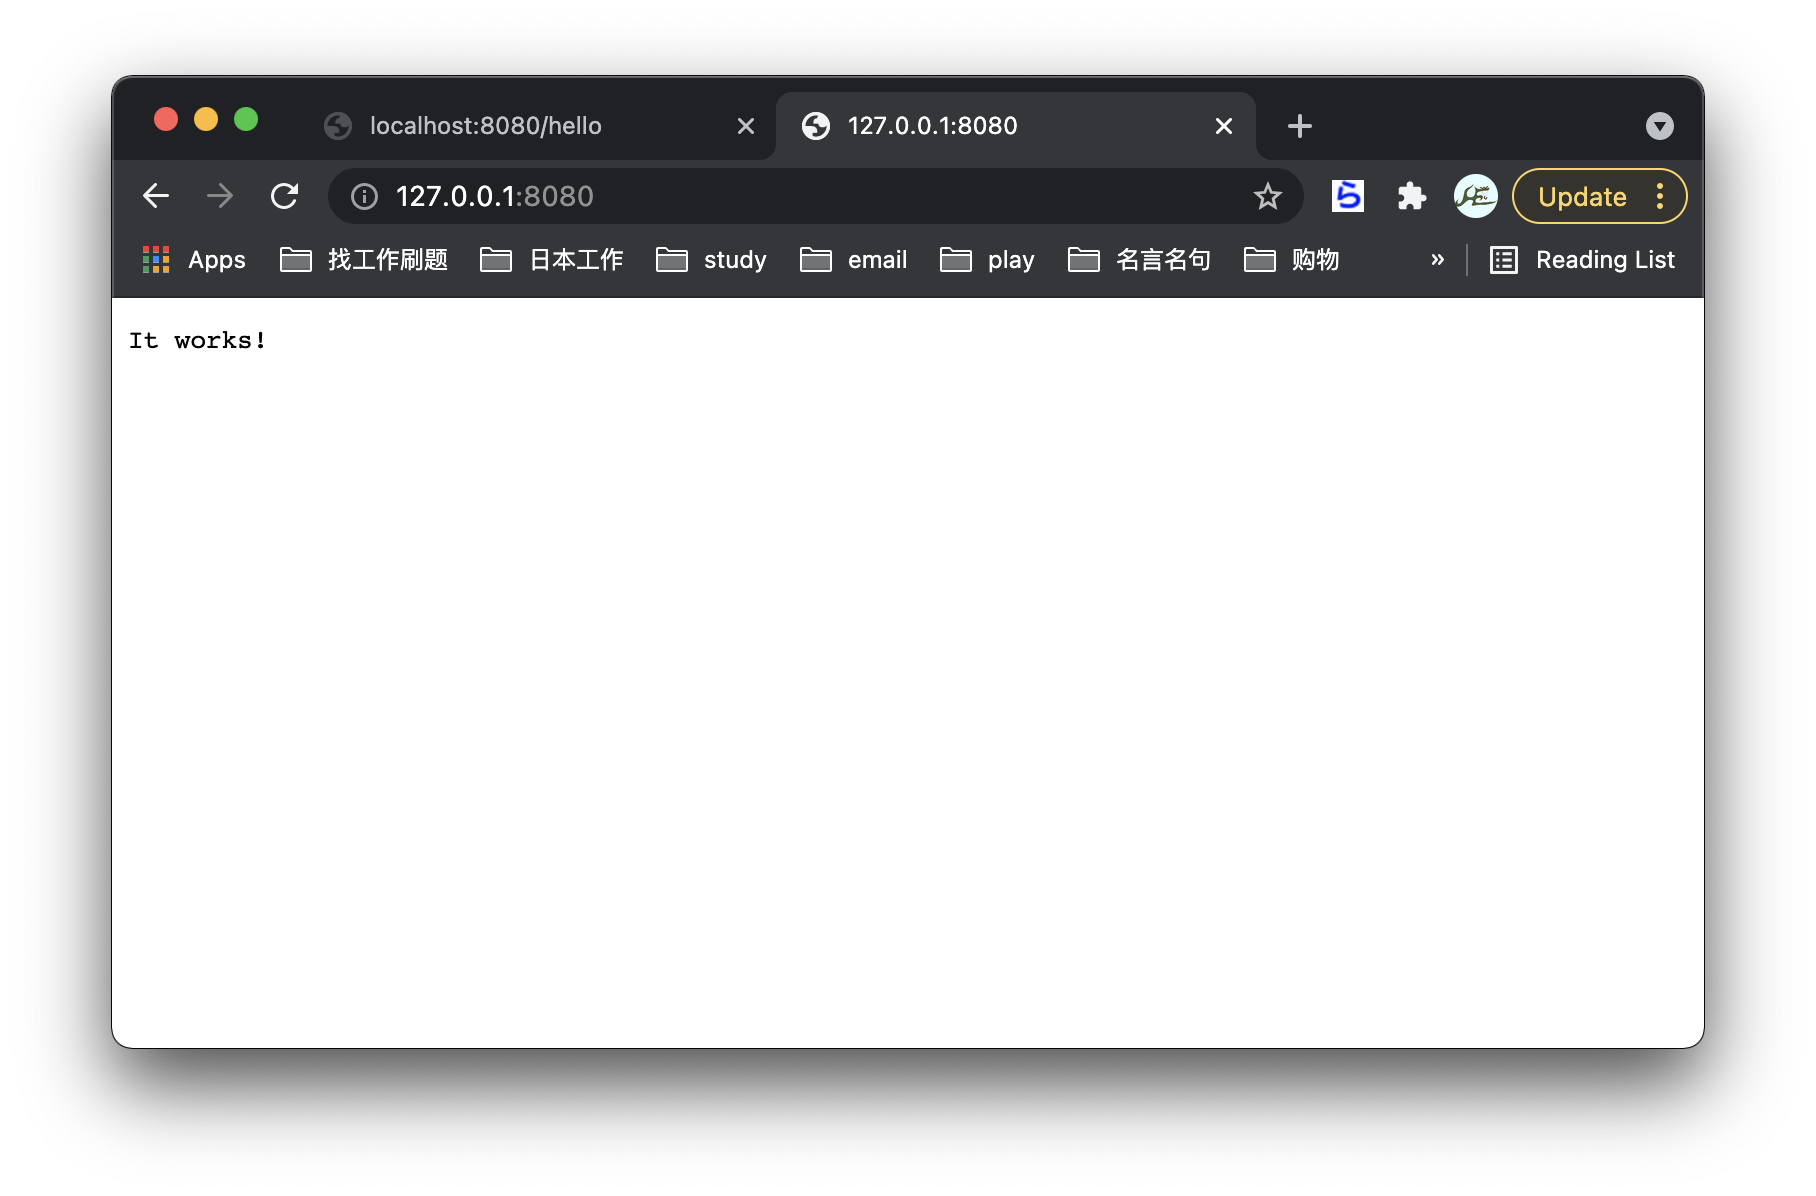 localhost:8080/hello 127.0.0.1:8080
127.0.0.1:8080 ら Update
Apps 找工作刷题 日本工作 study email play 名言名句 购物 » Reading List
It works!